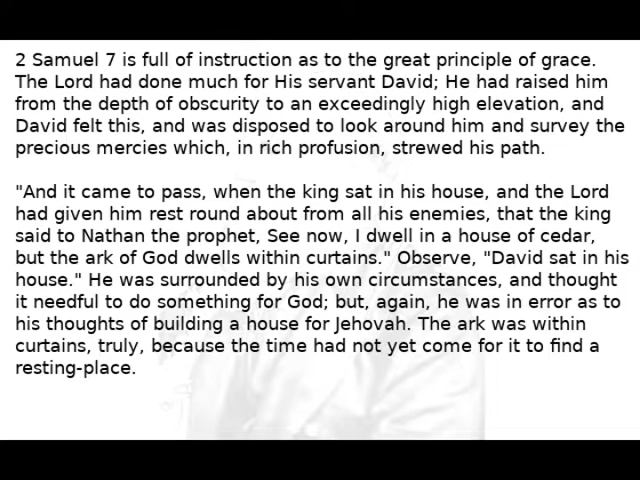 2 Samuel 7 is full of instruction as to the great principle of grace.
The Lord had done much for His servant David; He had raised him
from the depth of obscurity to an exceedingly high elevation, and
David felt this, and was disposed to look around him and survey the
precious mercies which, in rich profusion, strewed his path.
"And it came to pass, when the king sat in his house, and the Lord
had given him rest round about from all his enemies, that the king
said to Nathan the prophet, See now, I dwell in a house of cedar,
but the ark of God dwells within curtains." Observe, "David sat in his
house." He was surrounded by his own circumstances, and thought
it needful to do something for God; but, again, he was in error as to
his thoughts of building a house for Jehovah. The ark was within
curtains, truly, because the time had not yet come for it to find a
resting-place.